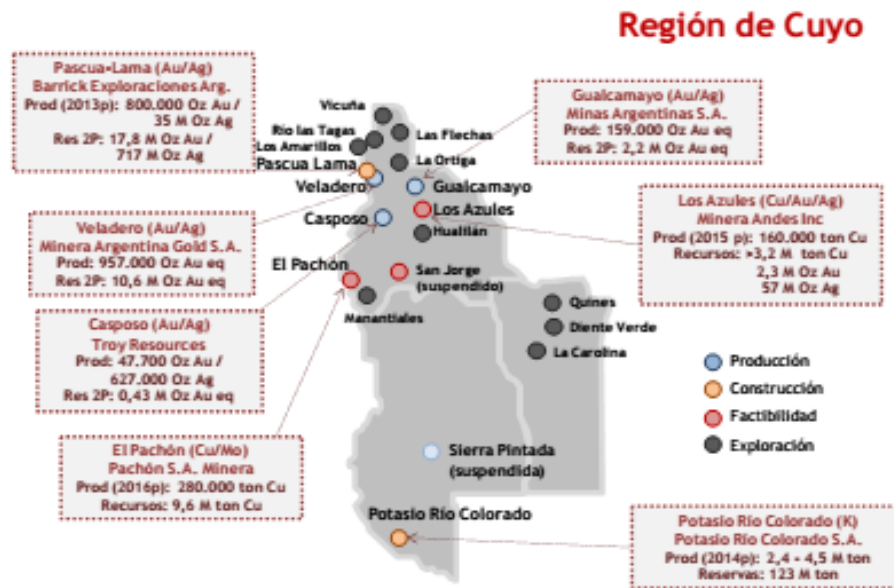 Región de Cuyo
Pascua-Lama (Au/Ag)
Barrick Exploraciones Arg.
Prod (2013p): 800.000 Oz Au /
35 M Oz Ag
Res 2P: 17,8 M Oz Au /
717 M Oz Ag
Veladero (Au/Ag)
Minera Argentina Gold S.A.
Prod: 957.000 Oz Au eq
Res 2P: 10,6 M Oz Au eq
Casposo (Au/Ag)
Troy Resources
Prod: 47.700 Oz Au /
627.000 Oz Ag
Res 2P: 0,43 M Oz Au eq
El Pachón (Cu/Mo)
Pachón S.A. Minera
Prod (2016p): 280.000 ton Cu
Recursos: 9,6 M ton Cu
Vicuña
Rio las Tagas
Las Flechas
Los Amarillos
La Ortiga
Pascua Lama
Veladero
Gualcamayo
Casposo
Los Azules
Hualilán
El Pachón
San Jorge
(suspendido)
Manantiales
Quines
Diente Verde
La Carolina
Sierra Pintada
(suspendida)
Potasio Río Colorado
Gualcamayo (Au/Ag)
Minas Argentinas S.A.
Prod: 159.000 Oz Au eq
Res 2P: 2,2 M Oz Au eq
Los Azules (Cu/Au/Ag)
Minera Andes Inc
Prod (2015 p): 160.000 ton Cu
Recursos: >3,2 M ton Cu
2,3 M Oz Au
57 M Oz Ag
Producción
Construcción
Factibilidad
Exploración
Potasio Río Colorado (K)
Potasio Río Colorado S.A.
Prod (2014p): 2,4 - 4,5 M ton
Reservas: 123 M ton